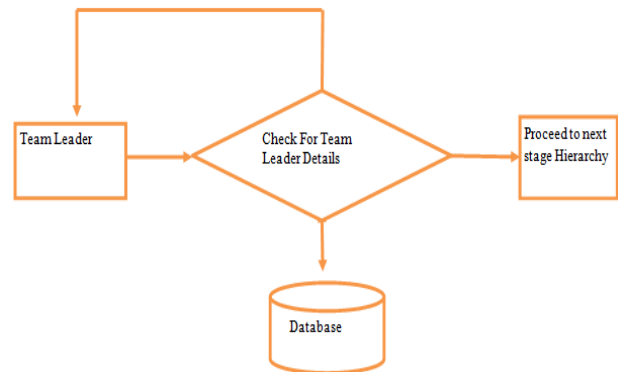 Team Leader
Check For Team
Leader Details
Proceed to next
stage Hierarchy
Database